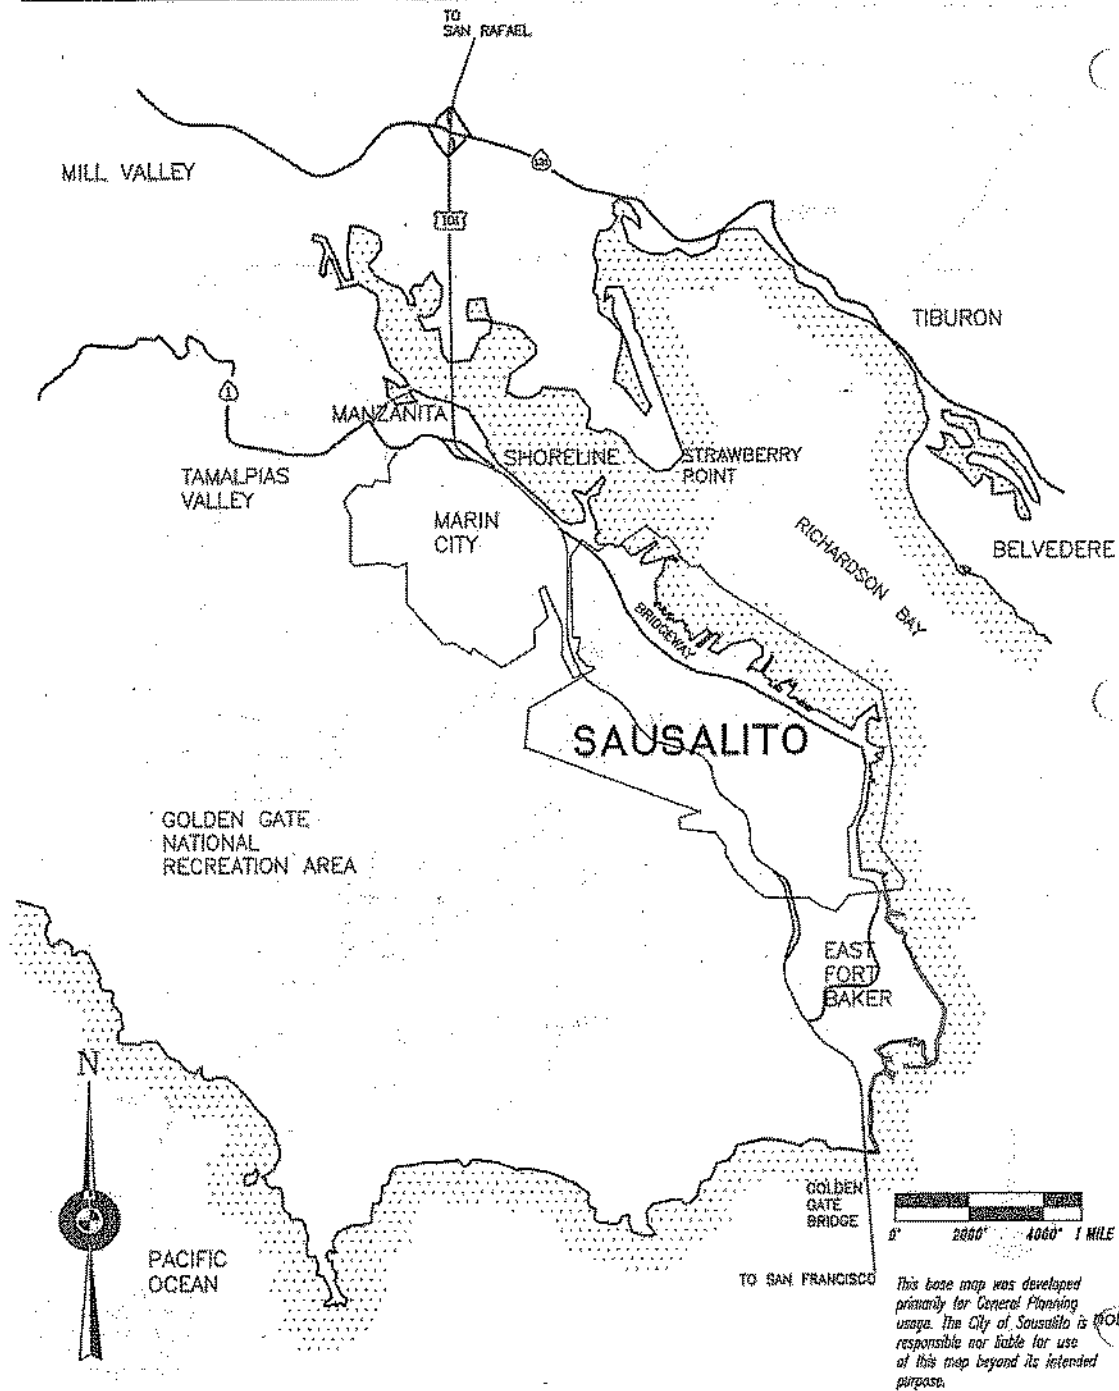 TO
SAN RAFAEL
MILL VALLEY
131
101
TIBURON
1
MANZANITA
SHORELINE
STRAWBERRY
POINT
TAMALPIAS
VALLEY
MARIN
CITY
RICHARDSON BAY
BELVEDERE
BRIDGEWAY
SAUSALITO
GOLDEN GATE
NATIONAL
RECREATION AREA
EAST
FORT
BAKER
N
GOLDEN
GATE
BRIDGE
0' 2000' 4000' 1 MILE
PACIFIC
OCEAN
TO SAN FRANCISCO
This base map was developed
primarily for General Planning
usage. The City of Sausalito is not
responsible nor liable for use
of this map beyond its intended
purpose.